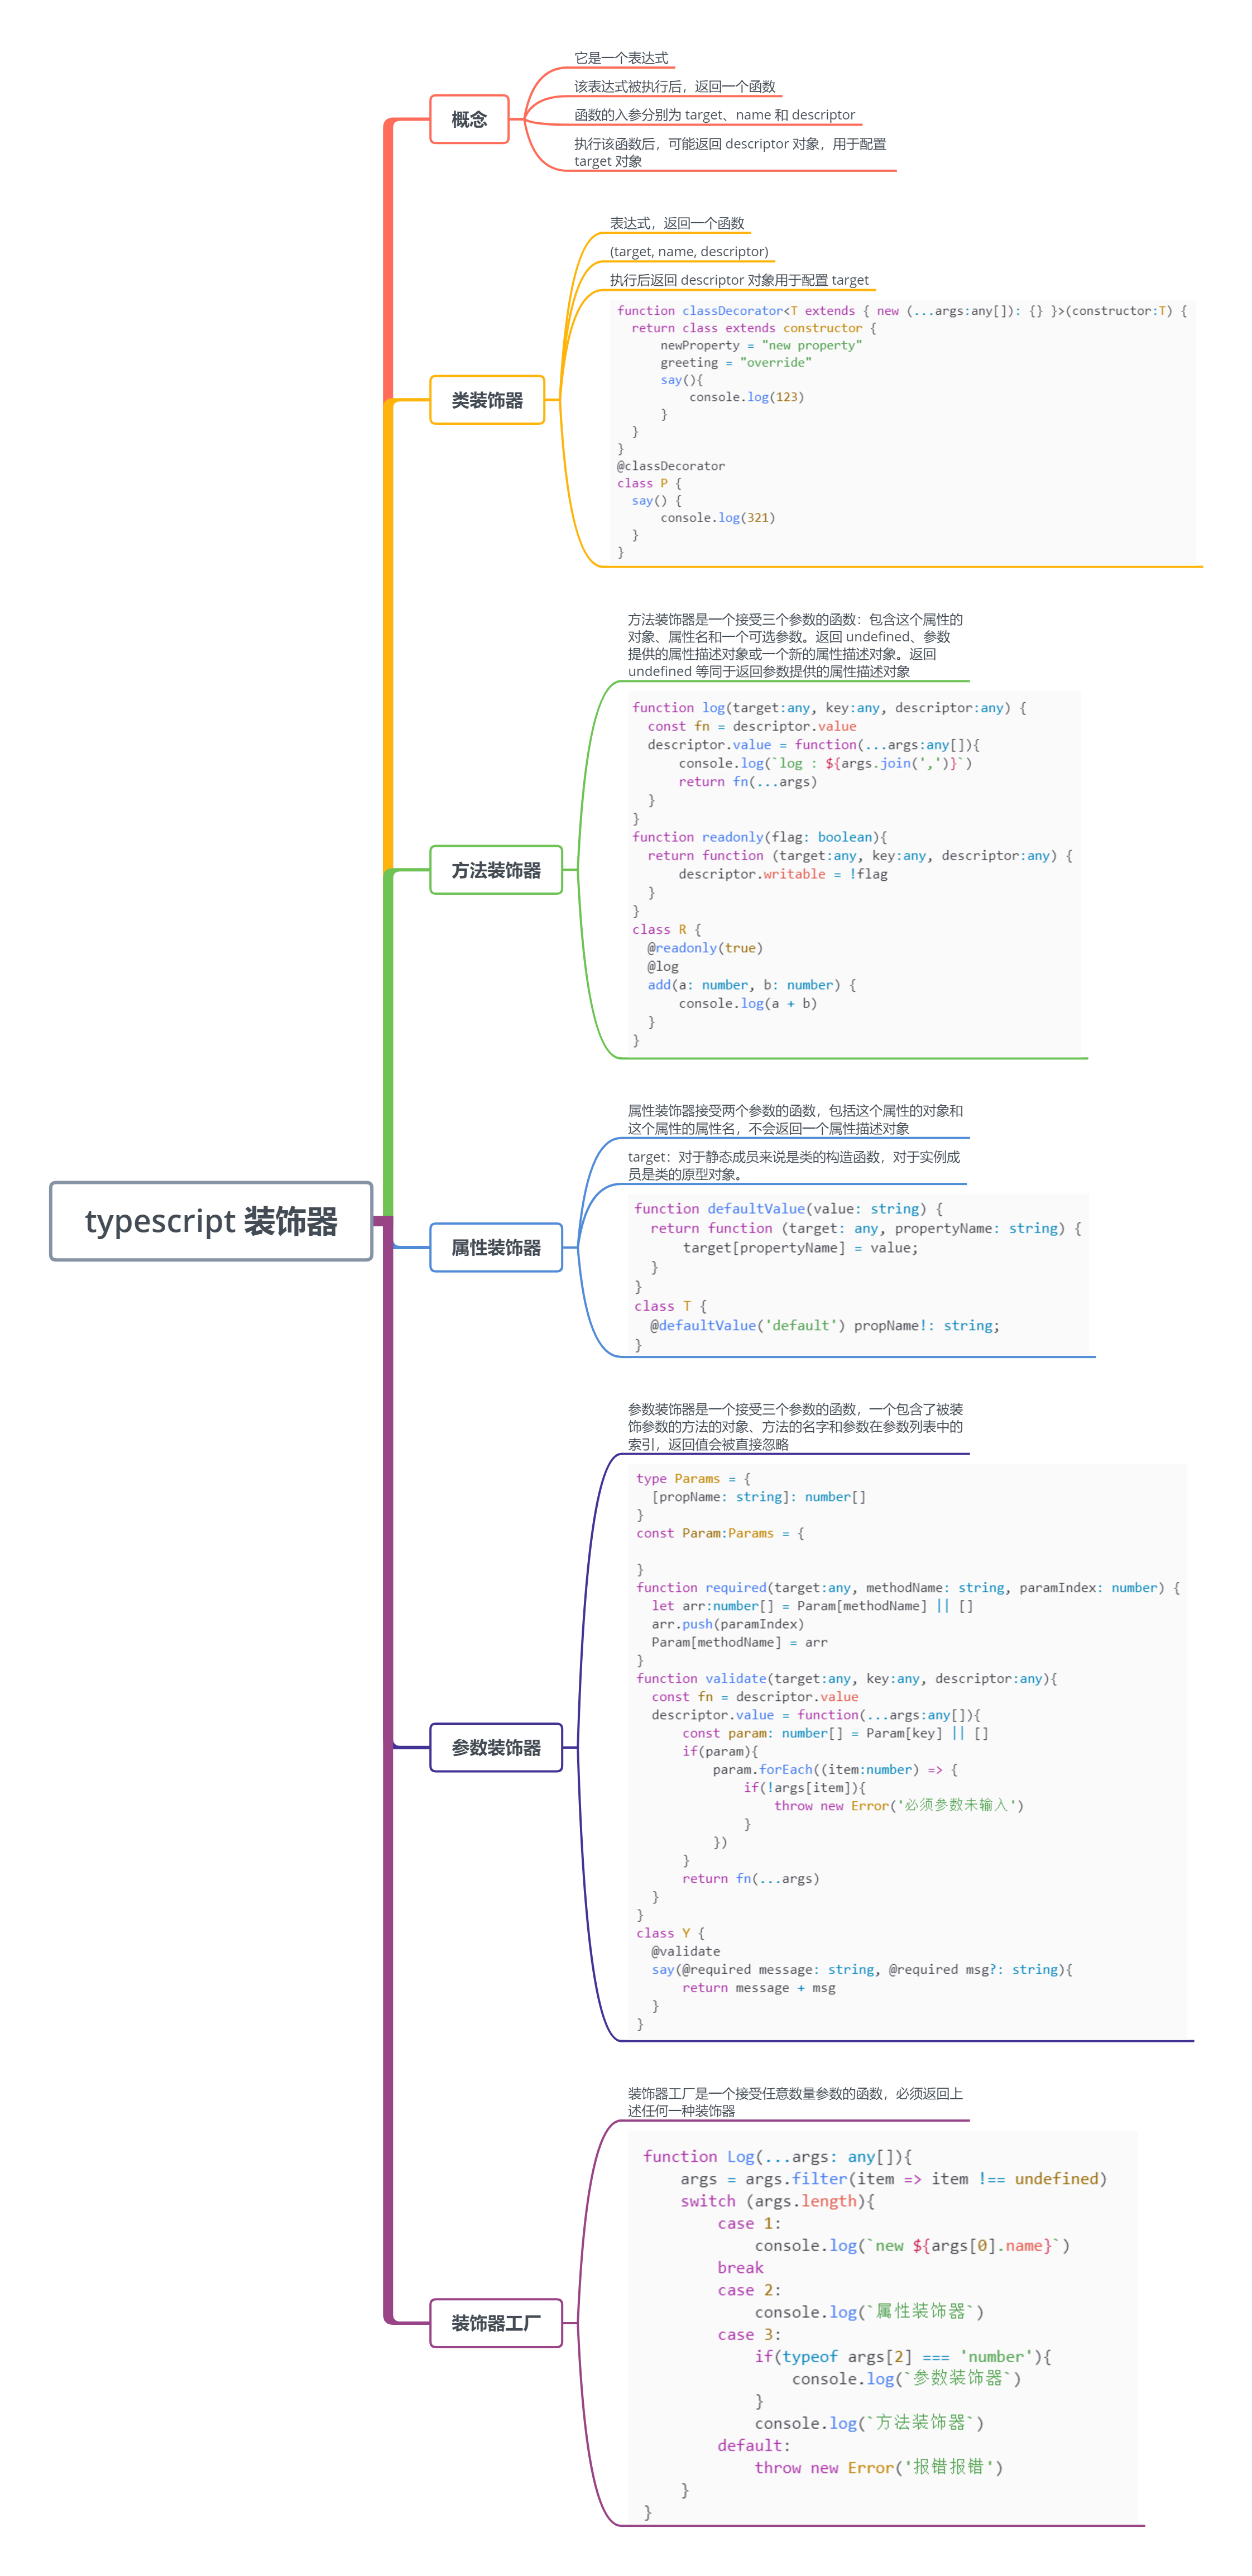 typescript 装饰器
概念
它是一个表达式
该表达式被执行后，返回一个函数
函数的入参分别为 target、name 和 descriptor
执行该函数后，可能返回 descriptor 对象，用于配置
target 对象
类装饰器
表达式，返回一个函数
(target, name, descriptor)
执行后返回 descriptor 对象用于配置 target
function classDecorator<T extends { new (...args:any[]): {} }>(constructor:T) {
  return class extends constructor {
      newProperty = "new property"
      greeting = "override"
      say(){
          console.log(123)
      }
  }
}
@classDecorator
class P {
  say() {
      console.log(321)
  }
}
方法装饰器
方法装饰器是一个接受三个参数的函数：包含这个属性的
对象、属性名和一个可选参数。返回 undefined、参数
提供的属性描述对象或一个新的属性描述对象。返回
undefined 等同于返回参数提供的属性描述对象
function log(target:any, key:any, descriptor:any) {
  const fn = descriptor.value
  descriptor.value = function(...args:any[]){
      console.log(`log : ${args.join(',')}`)
      return fn(...args)
  }
}
function readonly(flag: boolean){
  return function (target:any, key:any, descriptor:any) {
      descriptor.writable = !flag
  }
}
class R {
  @readonly(true)
  @log
  add(a: number, b: number) {
      console.log(a + b)
  }
}
属性装饰器
属性装饰器接受两个参数的函数，包括这个属性的对象和
这个属性的属性名，不会返回一个属性描述对象
target：对于静态成员来说是类的构造函数，对于实例成
员是类的原型对象。
function defaultValue(value: string) {
  return function (target: any, propertyName: string) {
      target[propertyName] = value;
  }
}
class T {
  @defaultValue('default') propName!: string;
}
参数装饰器
参数装饰器是一个接受三个参数的函数，一个包含了被装
饰参数的方法的对象、方法的名字和参数在参数列表中的
索引，返回值会被直接忽略
type Params = {
  [propName: string]: number[]
}
const Param:Params = {
}
function required(target:any, methodName: string, paramIndex: number) {
  let arr:number[] = Param[methodName] || []
  arr.push(paramIndex)
  Param[methodName] = arr
}
function validate(target:any, key:any, descriptor:any){
  const fn = descriptor.value
  descriptor.value = function(...args:any[]){
      const param: number[] = Param[key] || []
      if(param){
          param.forEach((item:number) => {
              if(!args[item]){
                  throw new Error('必须参数未输入')
              }
          })
      }
      return fn(...args)
  }
}
class Y {
  @validate
  say(@required message: string, @required msg?: string){
      return message + msg
  }
}
装饰器工厂
装饰器工厂是一个接受任意数量参数的函数，必须返回上
述任何一种装饰器
function Log(...args: any[]){
    args = args.filter(item => item !== undefined)
    switch (args.length){
        case 1:
            console.log(`new ${args[0].name}`)
        break
        case 2:
            console.log(`属性装饰器`)
        case 3:
            if(typeof args[2] === 'number'){
                console.log(`参数装饰器`)
            }
            console.log(`方法装饰器`)
        default:
            throw new Error('报错报错')
    }
}